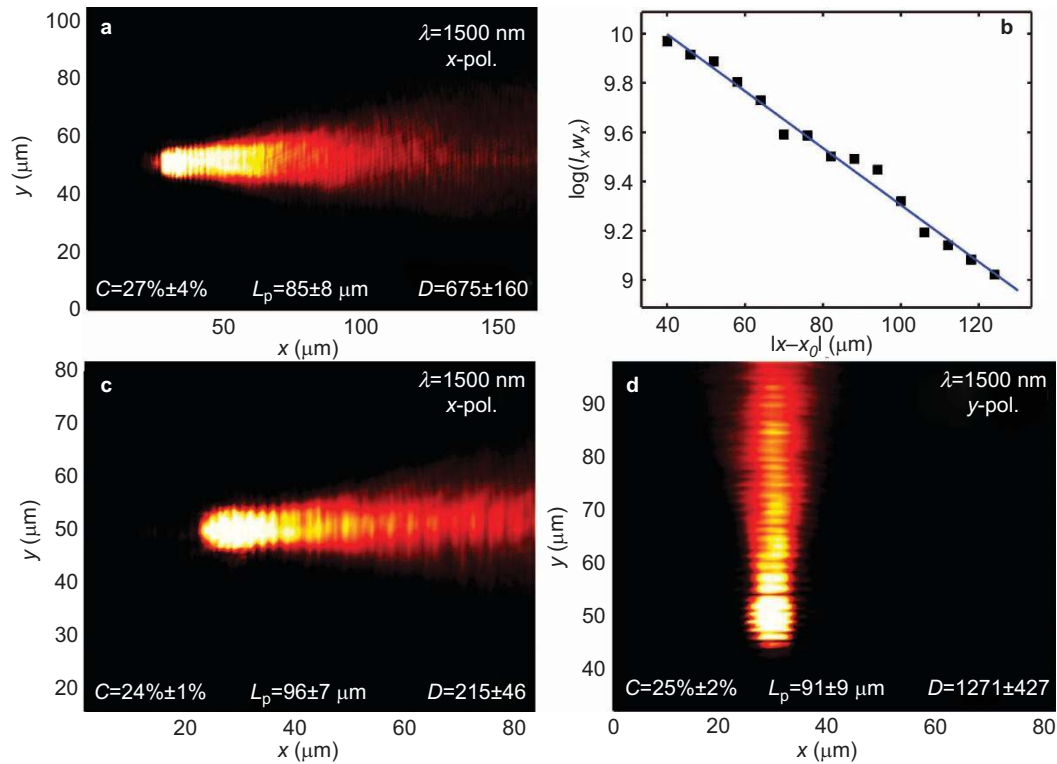 a
λ=1500 nm
x-pol.
100
80
60
40
20
0
y (μm)
C=27%±4% Lp=85±8 μm D=675±160
50 100 150
x (μm)
b
10
9.8
9.6
9.4
9.2
9
log(Ixwx)
40 60 80 100 120
|x–x0| (μm)
c
λ=1500 nm
x-pol.
80
70
60
50
40
30
20
y (μm)
C=24%±1% Lp=96±7 μm D=215±46
20 40 60 80
x (μm)
d
λ=1500 nm
y-pol.
90
80
70
60
50
40
y (μm)
C=25%±2% Lp=91±9 μm D=1271±427
0 20 40 60 80
x (μm)